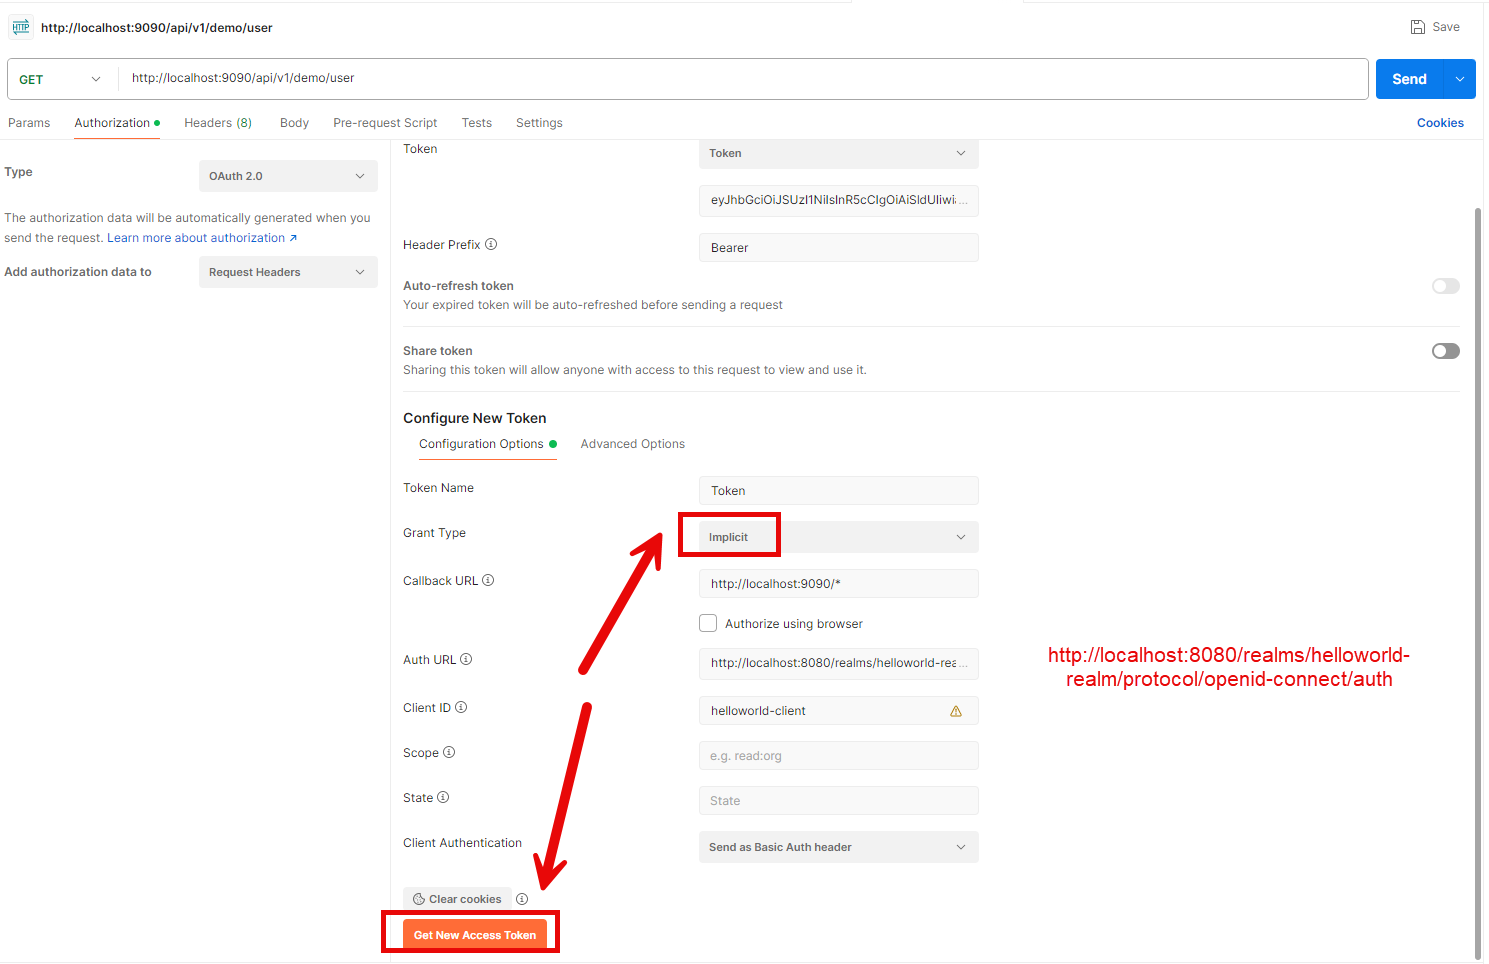 HTTP http://localhost:9090/api/v1/demo/user Save
GET http://localhost:9090/api/v1/demo/user Send
Params Authorization Headers (8) Body Pre-request Script Tests Settings Cookies
Type OAuth 2.0
The authorization data will be automatically generated when you
send the request. Learn more about authorization ↗
Add authorization data to Request Headers
Token Token
eyJhbGciOiJSUzI1NiIsInR5cCIgOiAiSldUIiwi...
Header Prefix Bearer
Auto-refresh token
Your expired token will be auto-refreshed before sending a request
Share token
Sharing this token will allow anyone with access to this request to view and use it.
Configure New Token
Configuration Options Advanced Options
Token Name Token
Grant Type Implicit
Callback URL http://localhost:9090/*
Authorize using browser
Auth URL http://localhost:8080/realms/helloworld-rea...
http://localhost:8080/realms/helloworld-
realm/protocol/openid-connect/auth
Client ID helloworld-client
Scope e.g. read:org
State State
Client Authentication Send as Basic Auth header
Clear cookies
Get New Access Token